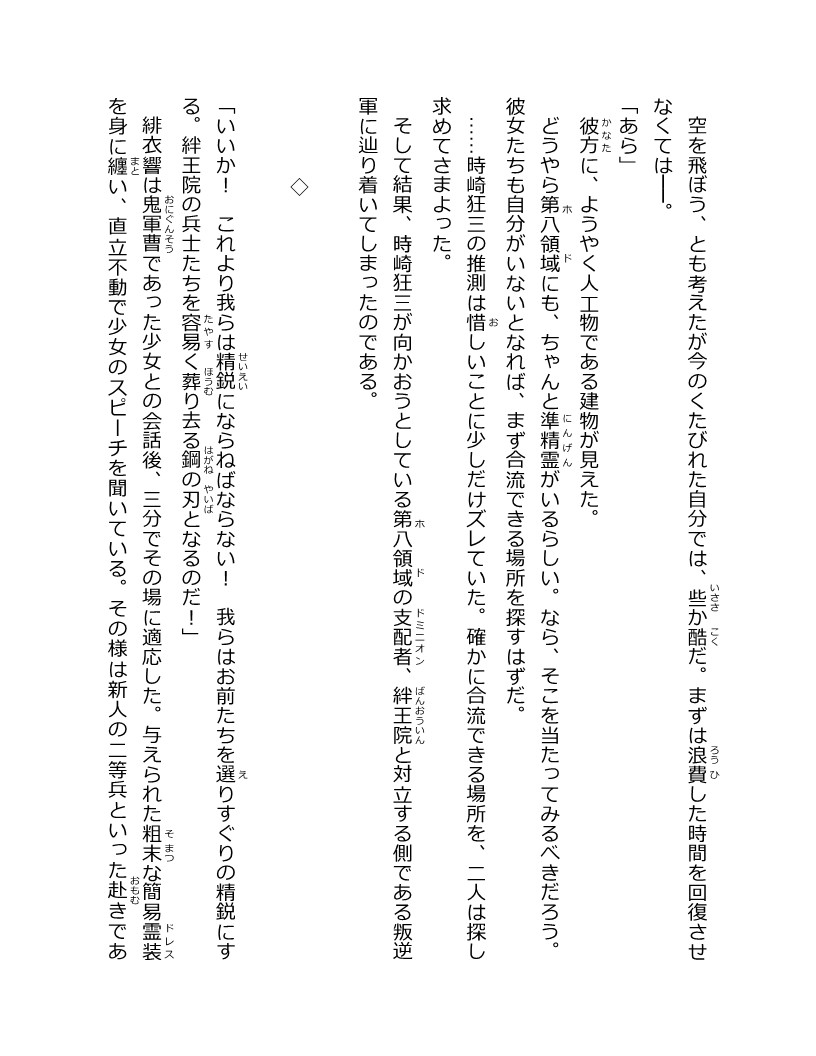 空を飛ぼう、とも考えたが今のくたびれた自分では、些か酷だ。まずは浪費した時間を回復させ
なくては――。
「あら」
　彼方に、ようやく人工物である建物が見えた。
　どうやら第八領域にも、ちゃんと準精霊がいるらしい。なら、そこを当たってみるべきだろう。
彼女たちも自分がいないとなれば、まず合流できる場所を探すはずだ。
　……時崎狂三の推測は惜しいことに少しだけズレていた。確かに合流できる場所を、二人は探し
求めてさまよった。
　そして結果、時崎狂三が向かおうとしている第八領域の支配者、絆王院と対立する側である叛逆
軍に辿り着いてしまったのである。
◇
「いいか！　これより我らは精鋭にならねばならない！　我らはお前たちを選りすぐりの精鋭にす
る。絆王院の兵士たちを容易く葬り去る鋼の刃となるのだ！」
　緋衣響は鬼軍曹であった少女との会話後、三分でその場に適応した。与えられた粗末な簡易霊装
を身に纏い、直立不動で少女のスピーチを聞いている。その様は新人の二等兵といった赴きであ